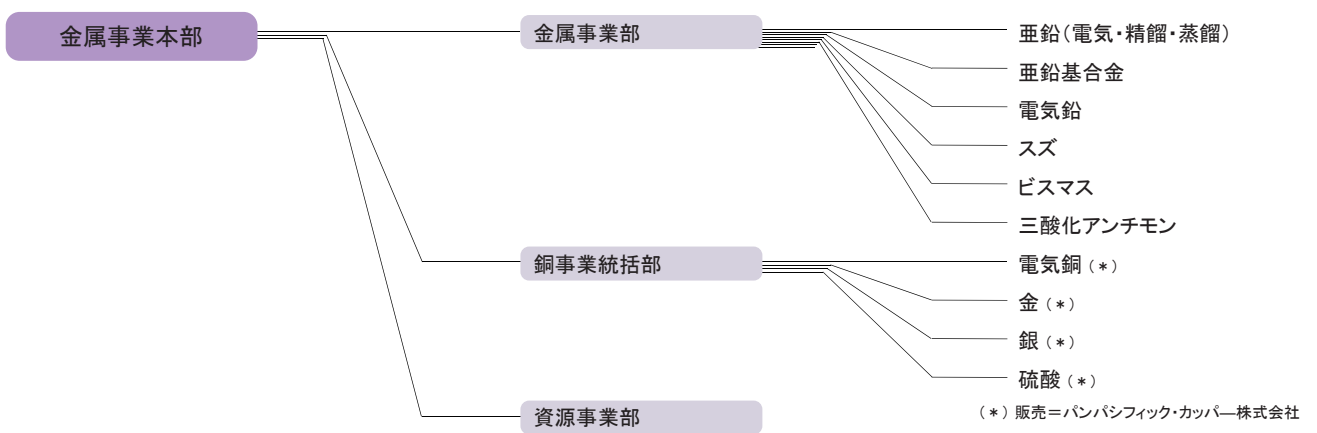 金属事業本部
金属事業部
亜鉛（電気・精留・蒸留）
亜鉛基合金
電気鉛
スズ
ビスマス
三酸化アンチモン
銅事業統括部
電気銅（*）
金（*）
銀（*）
硫酸（*）
資源事業部
（*）販売＝パンパシフィック・カッパ―株式会社